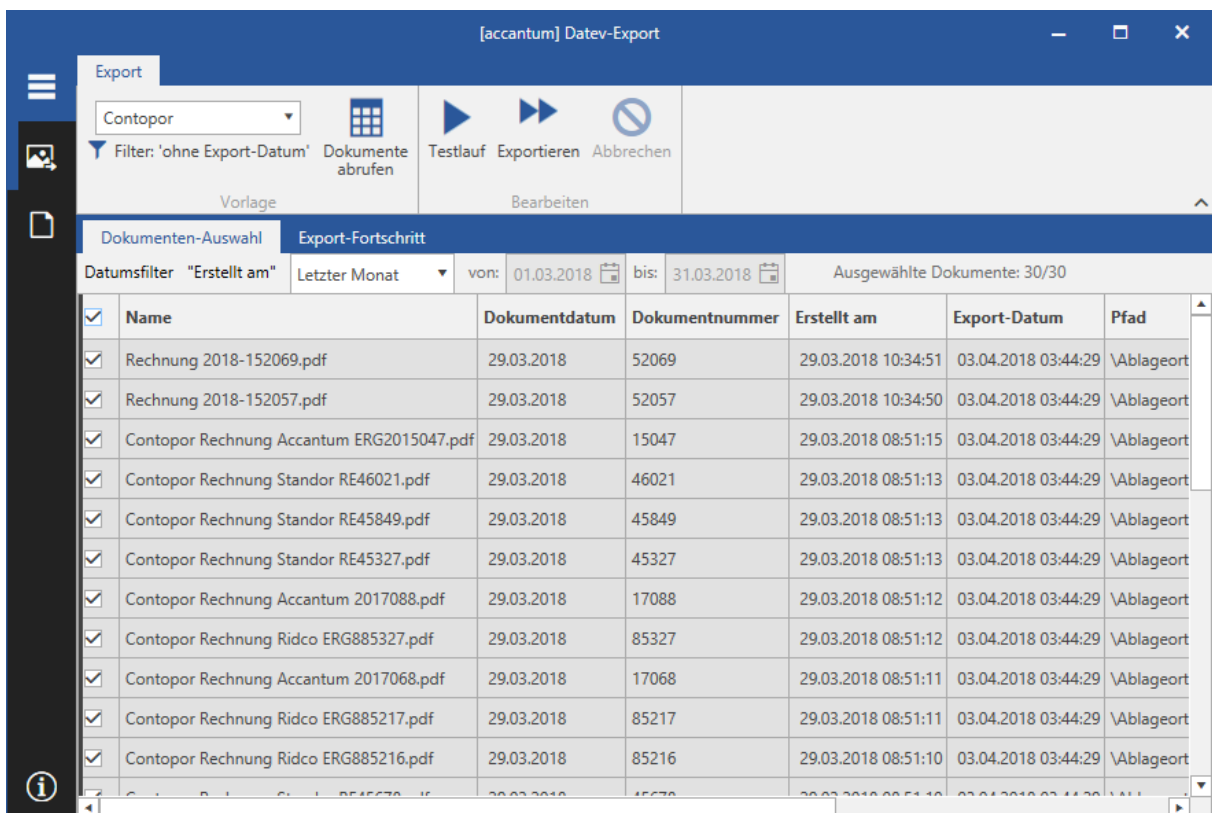 [accantum] Datev-Export
Export
Contopor
Filter: 'ohne Export-Datum'
Dokumente
abrufen
Testlauf Exportieren Abbrechen
Vorlage Bearbeiten
Dokumenten-Auswahl Export-Fortschritt
Datumsfilter "Erstellt am" Letzter Monat von: 01.03.2018 bis: 31.03.2018 Ausgewählte Dokumente: 30/30
Name Dokumentdatum Dokumentnummer Erstellt am Export-Datum Pfad
Rechnung 2018-152069.pdf 29.03.2018 52069 29.03.2018 10:34:51 03.04.2018 03:44:29 \Ablageort
Rechnung 2018-152057.pdf 29.03.2018 52057 29.03.2018 10:34:50 03.04.2018 03:44:29 \Ablageort
Contopor Rechnung Accantum ERG2015047.pdf 29.03.2018 15047 29.03.2018 08:51:15 03.04.2018 03:44:29 \Ablageort
Contopor Rechnung Standor RE46021.pdf 29.03.2018 46021 29.03.2018 08:51:13 03.04.2018 03:44:29 \Ablageort
Contopor Rechnung Standor RE45849.pdf 29.03.2018 45849 29.03.2018 08:51:13 03.04.2018 03:44:29 \Ablageort
Contopor Rechnung Standor RE45327.pdf 29.03.2018 45327 29.03.2018 08:51:13 03.04.2018 03:44:29 \Ablageort
Contopor Rechnung Accantum 2017088.pdf 29.03.2018 17088 29.03.2018 08:51:12 03.04.2018 03:44:29 \Ablageort
Contopor Rechnung Ridco ERG885327.pdf 29.03.2018 85327 29.03.2018 08:51:12 03.04.2018 03:44:29 \Ablageort
Contopor Rechnung Accantum 2017068.pdf 29.03.2018 17068 29.03.2018 08:51:11 03.04.2018 03:44:29 \Ablageort
Contopor Rechnung Ridco ERG885217.pdf 29.03.2018 85217 29.03.2018 08:51:11 03.04.2018 03:44:29 \Ablageort
Contopor Rechnung Ridco ERG885216.pdf 29.03.2018 85216 29.03.2018 08:51:10 03.04.2018 03:44:29 \Ablageort